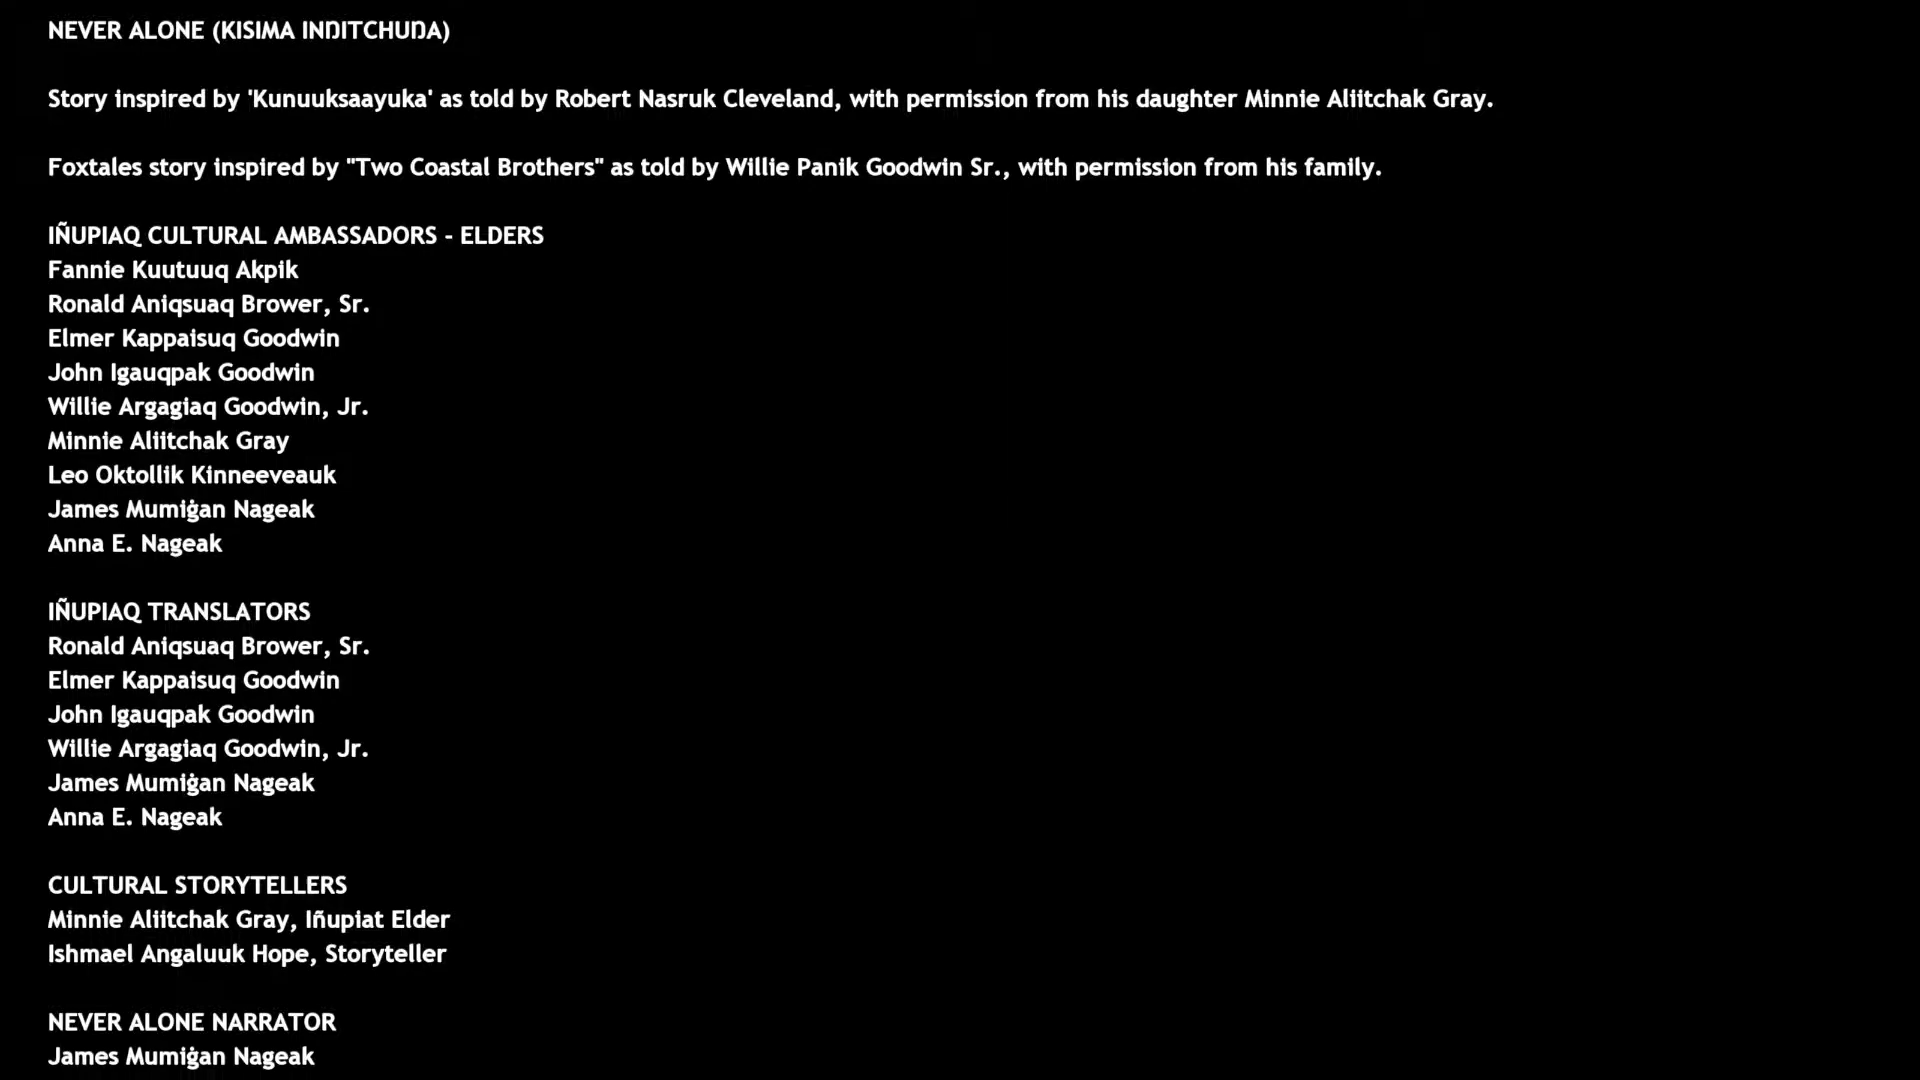 NEVER ALONE (KISIMA IŊITCHUŊA)
Story inspired by 'Kunuuksaayuka' as told by Robert Nasruk Cleveland, with permission from his daughter Minnie Aliitchak Gray.
Foxtales story inspired by "Two Coastal Brothers" as told by Willie Panik Goodwin Sr., with permission from his family.
IÑUPIAQ CULTURAL AMBASSADORS - ELDERS
Fannie Kuutuuq Akpik
Ronald Aniqsuaq Brower, Sr.
Elmer Kappaisuq Goodwin
John Igauqpak Goodwin
Willie Argagiaq Goodwin, Jr.
Minnie Aliitchak Gray
Leo Oktollik Kinneeveauk
James Mumiġan Nageak
Anna E. Nageak
IÑUPIAQ TRANSLATORS
Ronald Aniqsuaq Brower, Sr.
Elmer Kappaisuq Goodwin
John Igauqpak Goodwin
Willie Argagiaq Goodwin, Jr.
James Mumiġan Nageak
Anna E. Nageak
CULTURAL STORYTELLERS
Minnie Aliitchak Gray, Iñupiat Elder
Ishmael Angaluuk Hope, Storyteller
NEVER ALONE NARRATOR
James Mumiġan Nageak